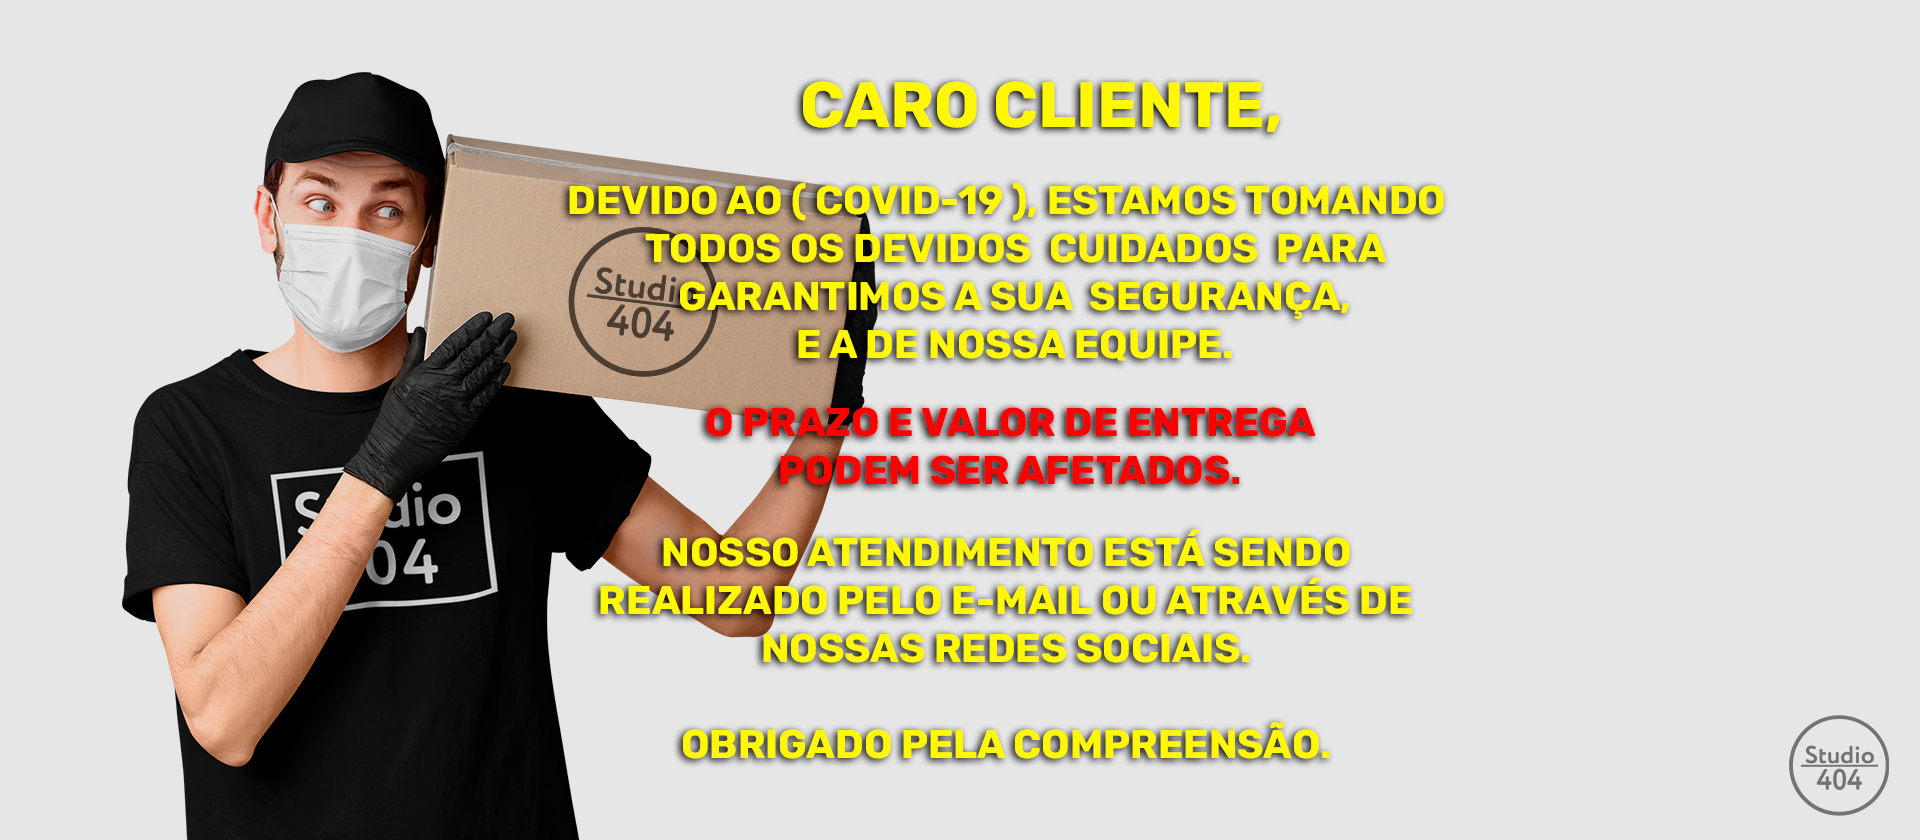 CARO CLIENTE,
DEVIDO AO ( COVID-19 ), ESTAMOS TOMANDO
TODOS OS DEVIDOS CUIDADOS PARA
GARANTIMOS A SUA SEGURANÇA,
E A DE NOSSA EQUIPE.
O PRAZO E VALOR DE ENTREGA
PODEM SER AFETADOS.
NOSSO ATENDIMENTO ESTÁ SENDO
REALIZADO PELO E-MAIL OU ATRAVÉS DE
NOSSAS REDES SOCIAIS.
OBRIGADO PELA COMPREENSÃO.
Studio
404
Studio
404
Studio
404